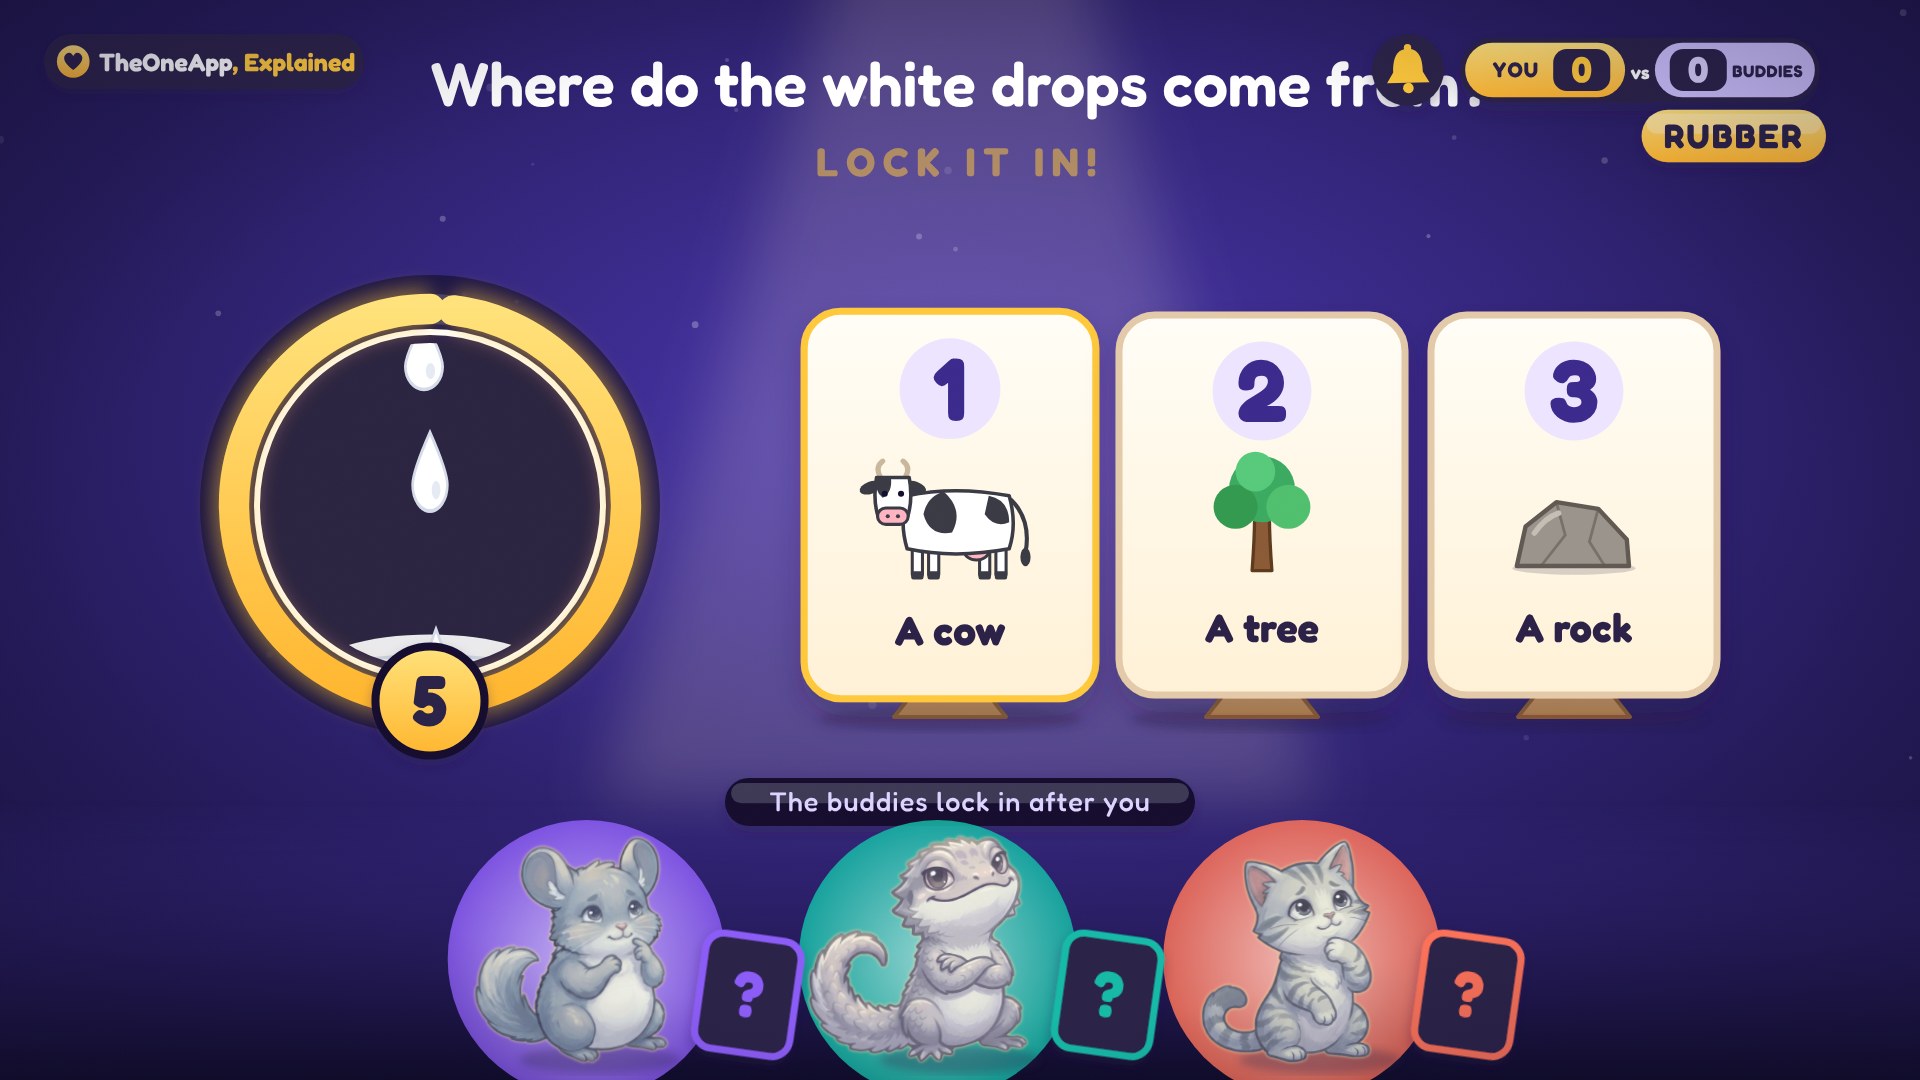 TheOneApp, Explained
Where do the white drops come from?
YOU 0 vs 0 BUDDIES
RUBBER
LOCK IT IN!
1
2
3
A cow
A tree
A rock
5
The buddies lock in after you
?
?
?